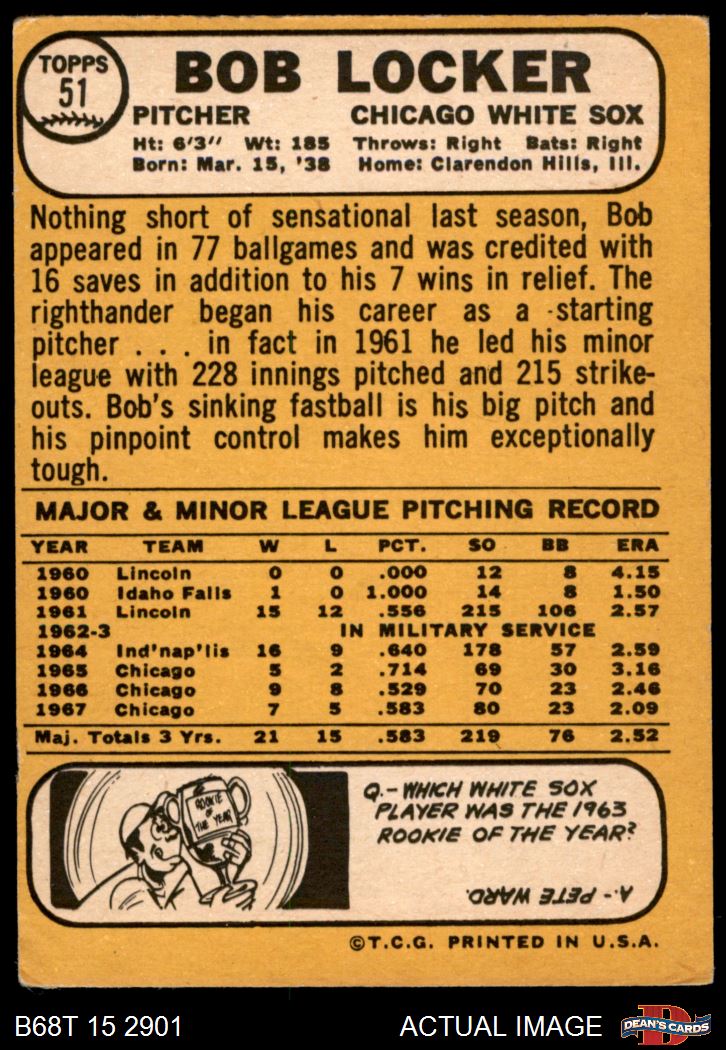 TOPPS
51
BOB LOCKER
PITCHER CHICAGO WHITE SOX
Ht: 6'3" Wt: 185 Throws: Right Bats: Right
Born: Mar. 15, '38 Home: Clarendon Hills, Ill.
Nothing short of sensational last season, Bob
appeared in 77 ballgames and was credited with
16 saves in addition to his 7 wins in relief. The
righthander began his career as a starting
pitcher . . . in fact in 1961 he led his minor
league with 228 innings pitched and 215 strike-
outs. Bob's sinking fastball is his big pitch and
his pinpoint control makes him exceptionally
tough.
MAJOR & MINOR LEAGUE PITCHING RECORD
YEAR TEAM W L PCT. SO BB ERA
1960 Lincoln 0 0 .000 12 8 4.15
1960 Idaho Falls 1 0 1.000 14 8 1.50
1961 Lincoln 15 12 .556 215 106 2.57
1962-3 IN MILITARY SERVICE
1964 Ind'nap'lis 16 9 .640 178 57 2.59
1965 Chicago 5 2 .714 69 30 3.16
1966 Chicago 9 8 .529 70 23 2.46
1967 Chicago 7 5 .583 80 23 2.09
Maj. Totals 3 Yrs. 21 15 .583 219 76 2.52
ROOKIE
OF
THE YEAR
Q.-WHICH WHITE SOX
PLAYER WAS THE 1963
ROOKIE OF THE YEAR?
A.-PETE WARD.
©T.C.G. PRINTED IN U.S.A.
B68T 15 2901 ACTUAL IMAGE
D
DEAN'S CARDS